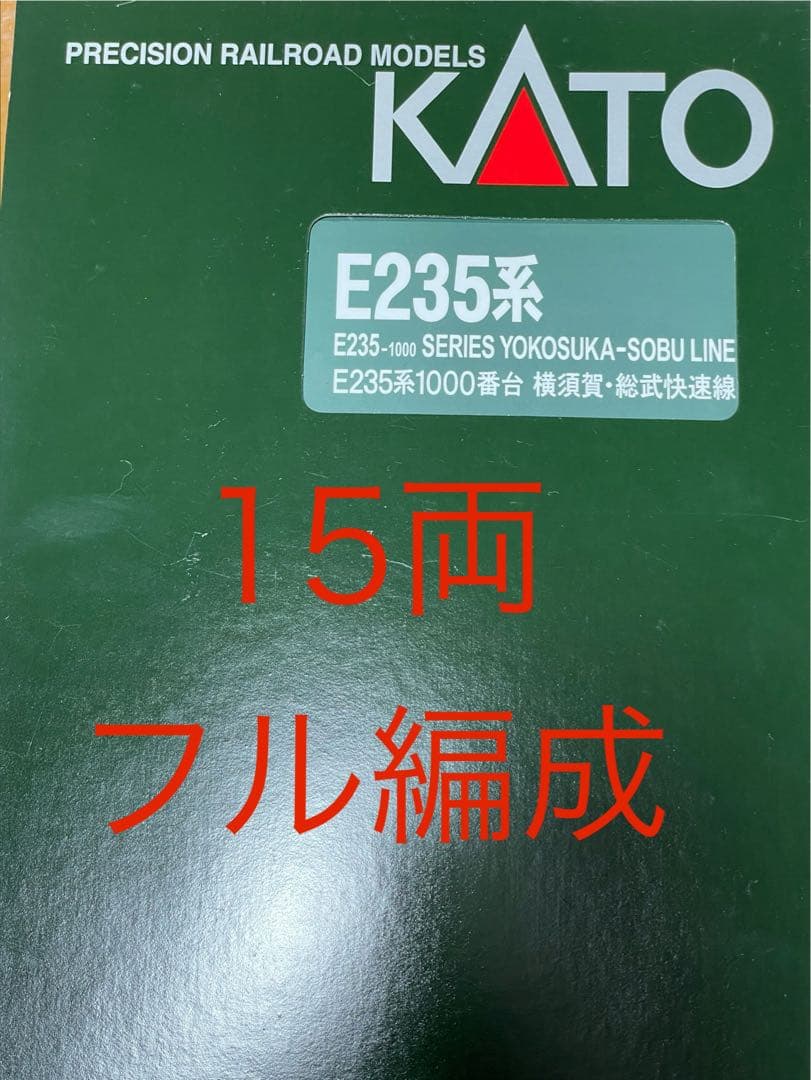 PRECISION RAILROAD MODELS
KATO
E235系
E235-1000 SERIES YOKOSUKA-SOBU LINE
E235系1000番台 横須賀・総武快速線
15両
フル編成